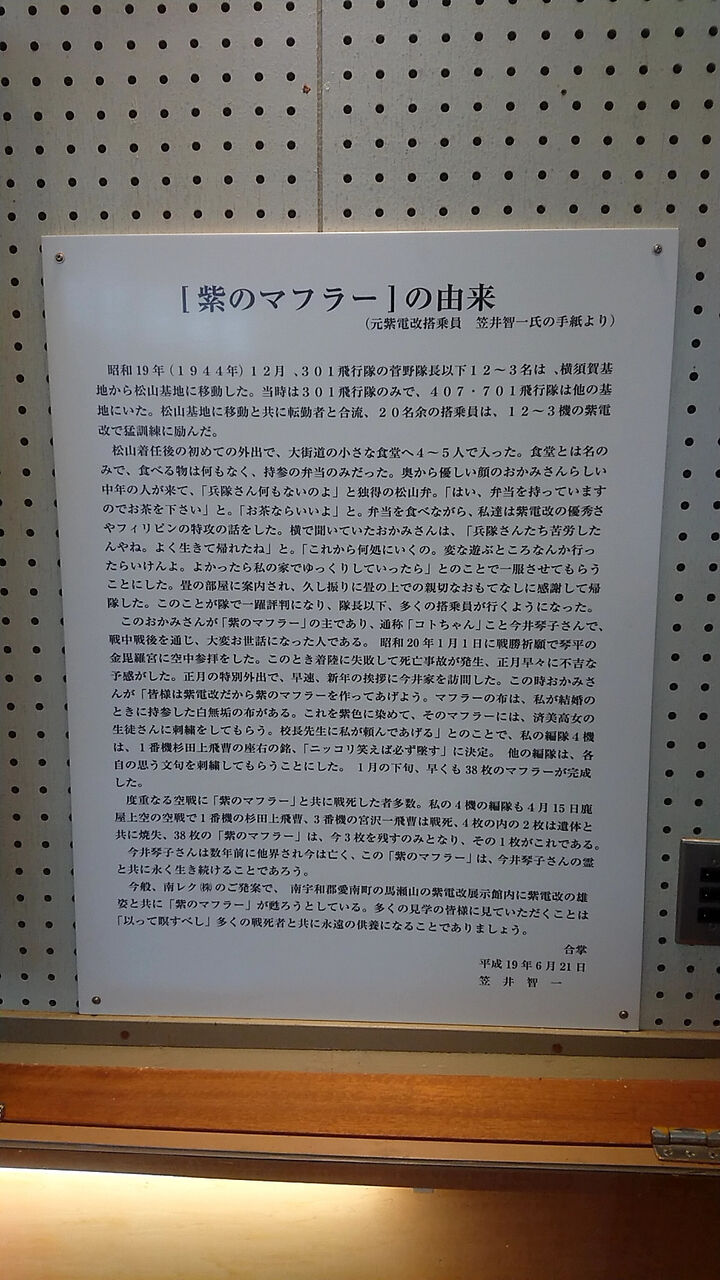 [紫のマフラー]の由来
(元紫電改搭乗員 笠井智一氏の手紙より)
昭和19年(1944年)12月、301飛行隊の菅野隊長以下12~3名は、横須賀基
地から松山基地に移動した。当時は301飛行隊のみで、407・701飛行隊は他の基
地にいた。松山基地に移動と共に転勤者と合流、20名余の搭乗員は、12~3機の紫電
改で猛訓練に励んだ。
松山着任後の初めての外出で、大街道の小さな食堂へ4~5人で入った。食堂とは名の
みで、食べる物は何もなく、持参の弁当のみだった。奥から優しい顔のおかみさんらしい
中年の人が来て、「兵隊さん何もないのよ」と独得の松山弁。「はい、弁当を持っています
のでお茶を下さい」と。「お茶ならいいよ」と。弁当を食べながら、私達は紫電改の優秀さ
やフィリピンの特攻の話をした。横で聞いていたおかみさんは、「兵隊さんたち苦労した
んやね。よく生きて帰れたね」と。「これから何処にいくの。変な遊ぶところなんか行っ
たらいけんよ。よかったら私の家でゆっくりしていったら」とのことで一服させてもらう
ことにした。畳の部屋に案内され、久し振りに畳の上での親切なおもてなしに感謝して帰
隊した。このことが隊で一躍評判になり、隊長以下、多くの搭乗員が行くようになった。
このおかみさんが「紫のマフラー」の主であり、通称「コトちゃん」こと今井琴子さんで、
戦中戦後を通じ、大変お世話になった人である。 昭和20年1月1日に戦勝祈願で琴平の
金毘羅宮に空中参拝をした。このとき着陸に失敗して死亡事故が発生、正月早々に不吉な
予感がした。正月の特別外出で、早速、新年の挨拶に今井家を訪問した。この時おかみさ
んが「皆様は紫電改だから紫のマフラーを作ってあげよう。マフラーの布は、私が結婚の
ときに持参した白無垢の布がある。これを紫色に染めて、そのマフラーには、済美高女の
生徒さんに刺繍をしてもらう。校長先生に私が頼んであげる」とのことで、私の編隊4機
は、1番機杉田上飛曹の座右の銘、「ニッコリ笑えば必ず墜す」に決定。 他の編隊は、各
自の思う文句を刺繍してもらうことにした。 1月の下旬、早くも38枚のマフラーが完成
した。
度重なる空戦に「紫のマフラー」と共に戦死した者多数。私の4機の編隊も4月15日鹿
屋上空の空戦で1番機の杉田上飛曹、3番機の宮沢一飛曹は戦死、4枚の内の2枚は遺体と
共に焼失、38枚の「紫のマフラー」は、今3枚を残すのみとなり、その1枚がこれである。
今井琴子さんは数年前に他界され今は亡く、この「紫のマフラー」は、今井琴子さんの霊
と共に永く生き続けることであろう。
今般、南レク㈱のご発案で、 南宇和郡愛南町の馬瀬山の紫電改展示館内に紫電改の雄
姿と共に「紫のマフラー」が甦ろうとしている。多くの見学の皆様に見ていただくことは
「以って瞑すべし」多くの戦死者と共に永遠の供養になることでありましょう。
合掌
平成19年6月21日
笠井智一